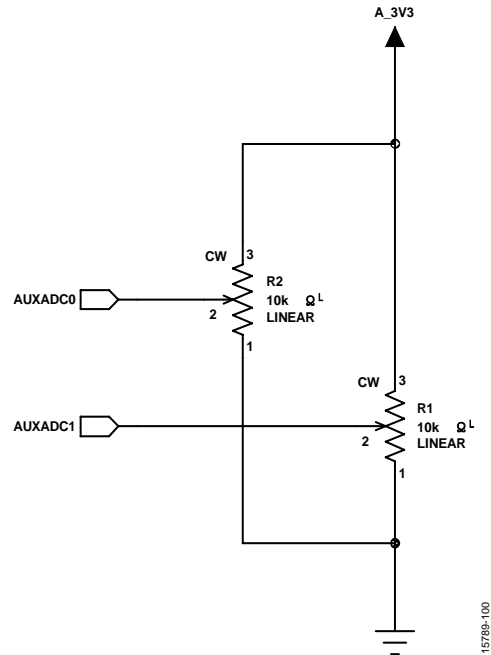 A_3V3
CW 3
R2
AUXADC0
10k Ω L
2 LINEAR
1
CW 3
R1
AUXADC1
10k Ω L
2 LINEAR
1
15789-100